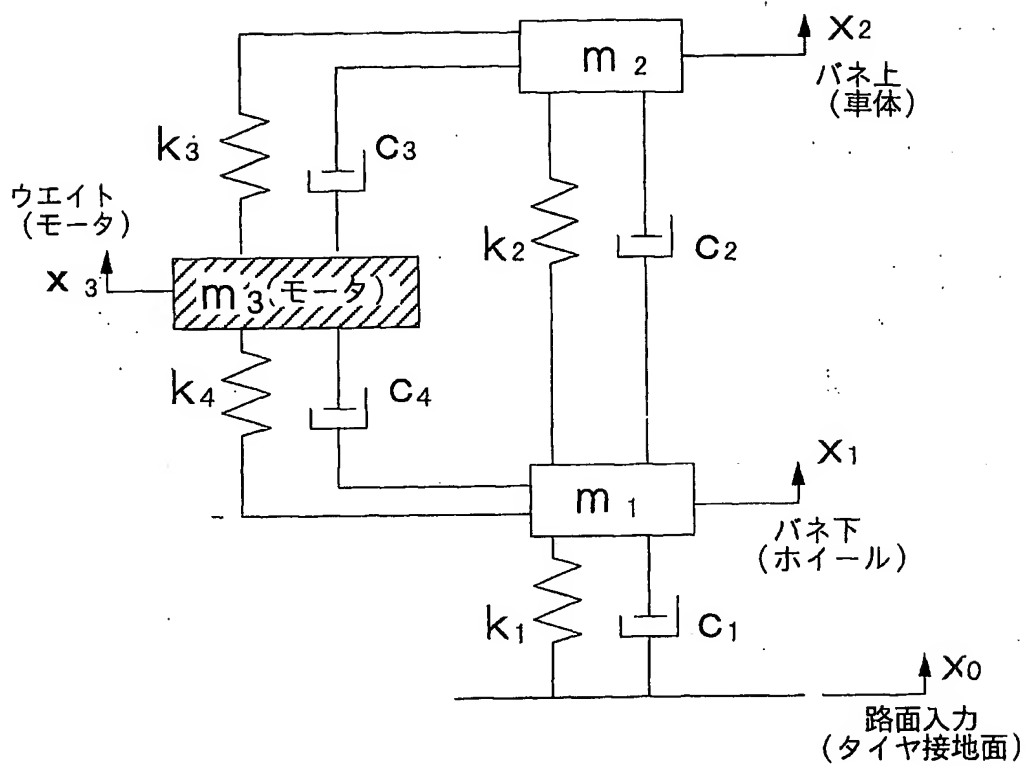 m2
x2
バネ上
(車体)
k3
c3
ウエイト
(モータ)
x3
m3(モータ)
k2
c2
k4
c4
x1
m1
バネ下
(ホイール)
k1
c1
x0
路面入力
(タイヤ接地面)